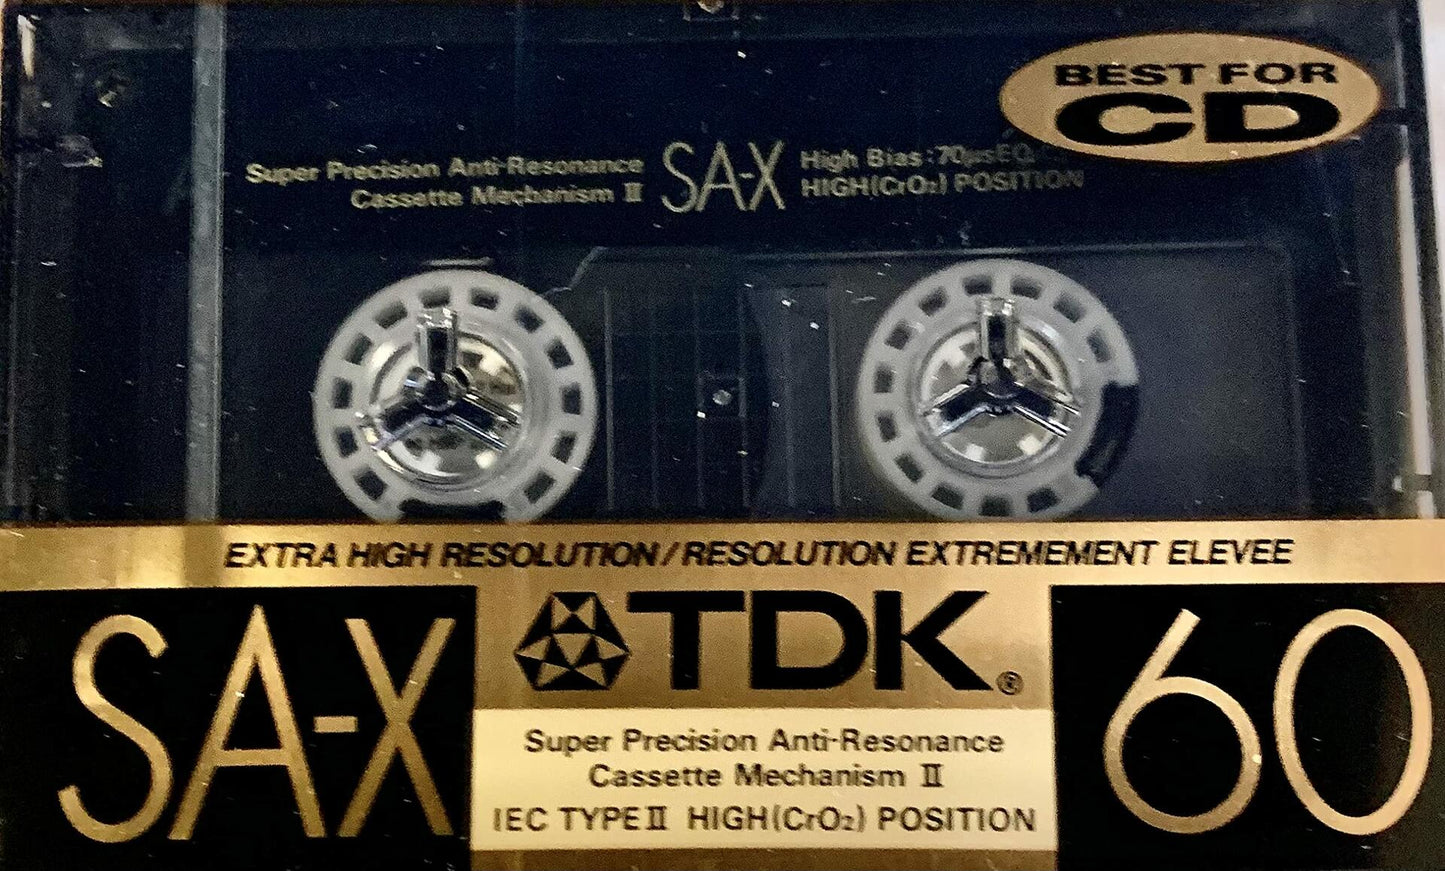 BEST FOR
CD
Super Precision Anti-Resonance
Cassette Mechanism II
SA-X
High Bias:70µsEQ.
HIGH(CrO₂) POSITION
EXTRA HIGH RESOLUTION/RESOLUTION EXTREMEMENT ELEVEE
SA-X
TDK®
60
Super Precision Anti-Resonance
Cassette Mechanism II
IEC TYPE II HIGH(CrO₂) POSITION